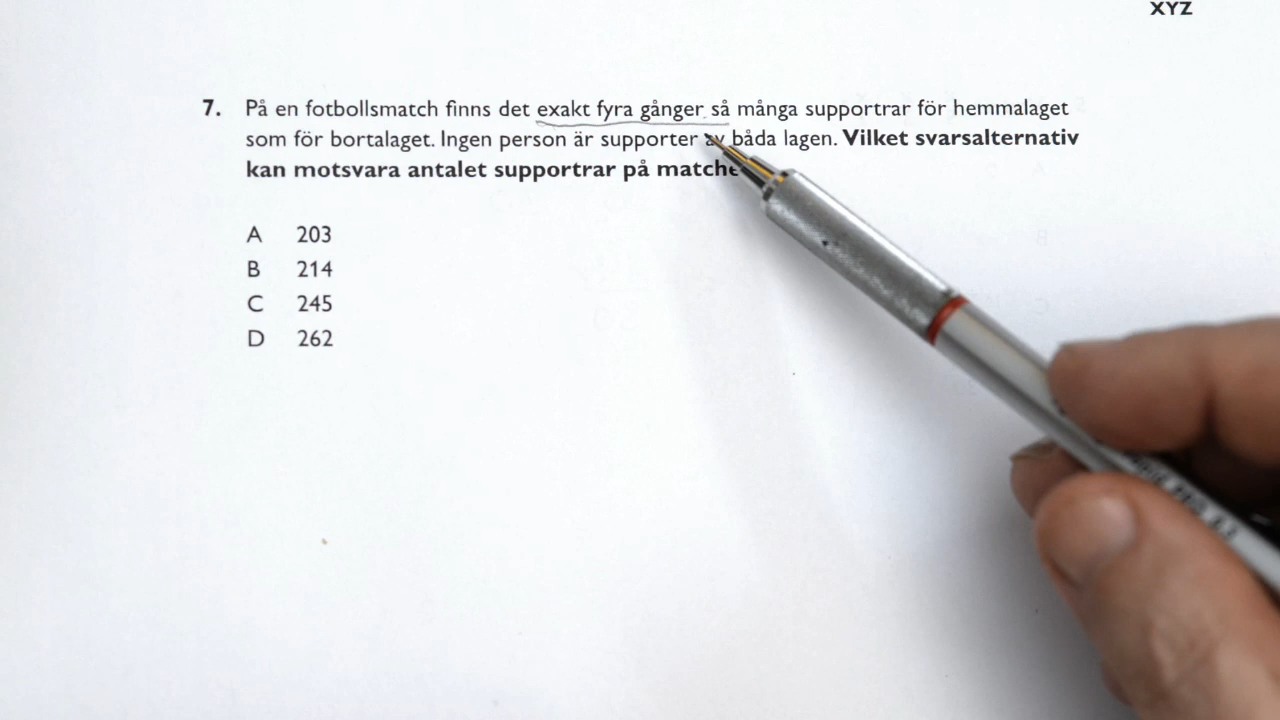 XYZ
7. På en fotbollsmatch finns det exakt fyra gånger så många supportrar för hemmalaget
som för bortalaget. Ingen person är supporter av båda lagen. Vilket svarsalternativ
kan motsvara antalet supportrar på
A 203
B 214
C 245
D 262